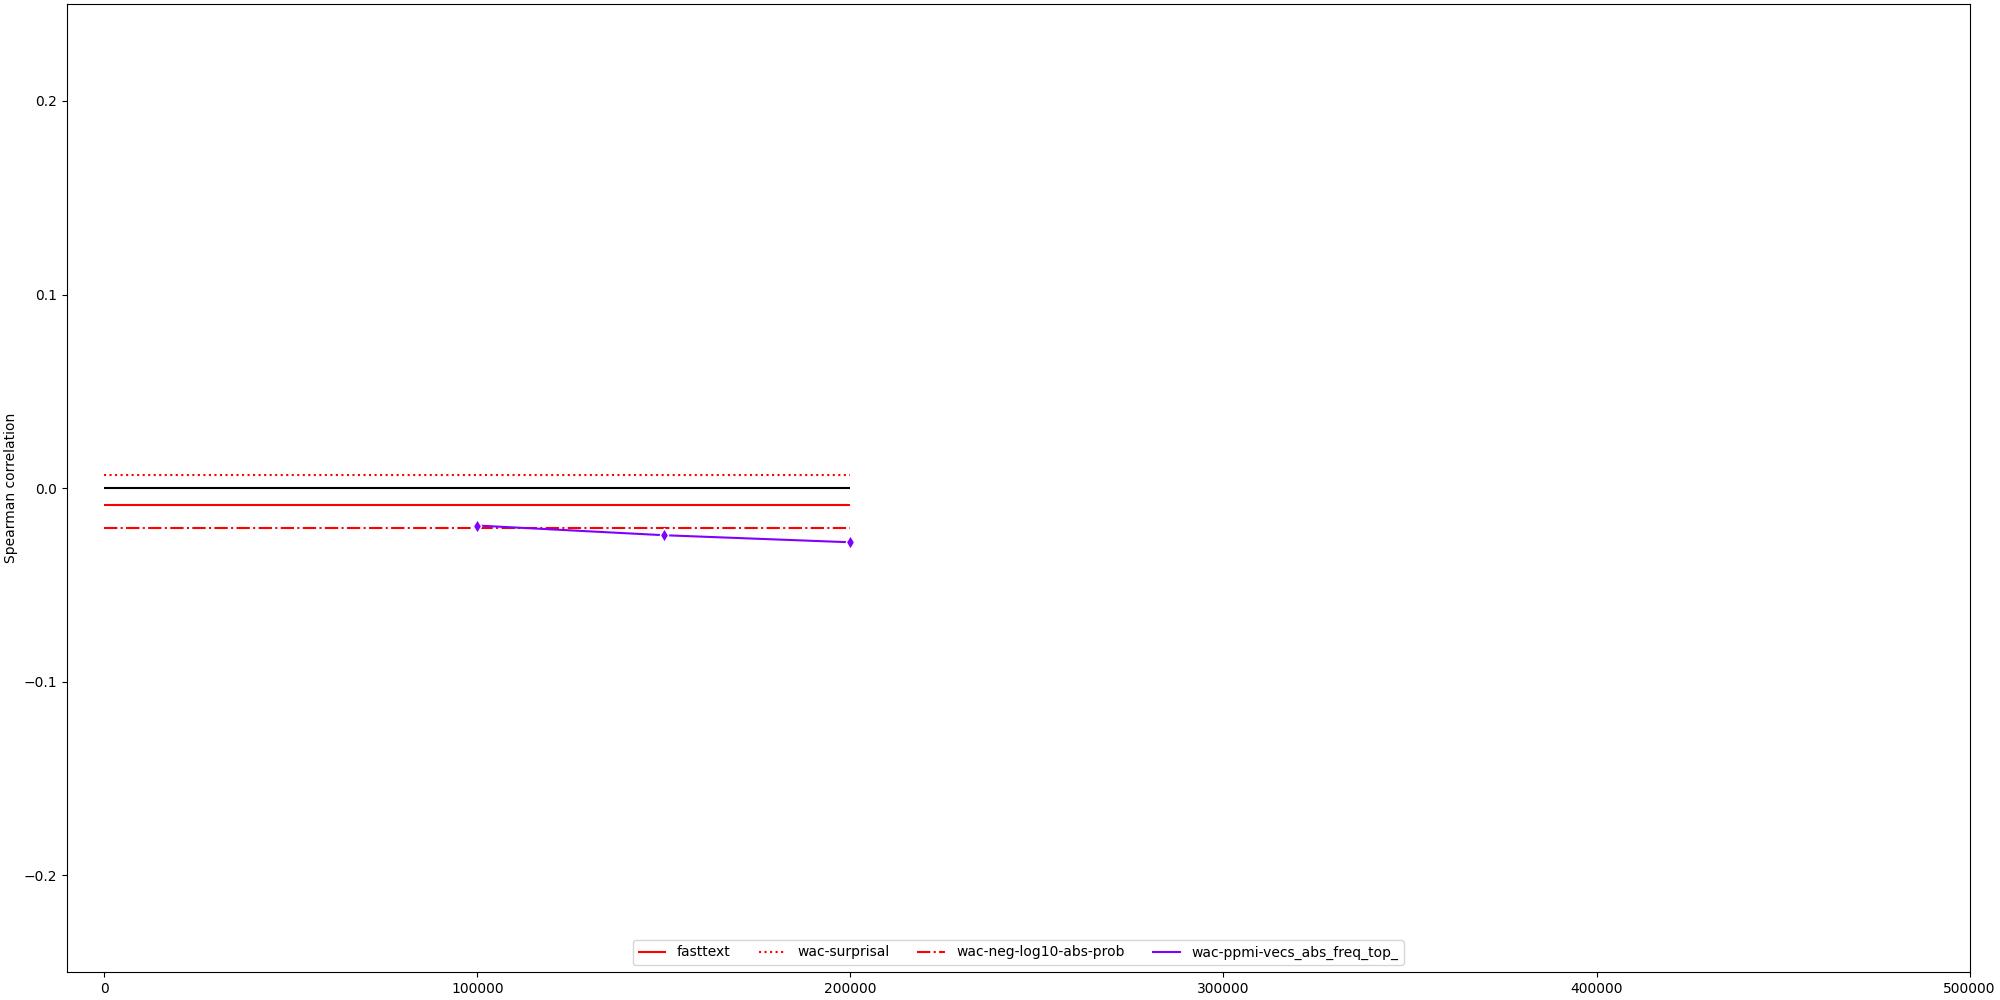 Spearman correlation
0.2
0.1
0.0
−0.1
−0.2
fasttext wac-surprisal wac-neg-log10-abs-prob wac-ppmi-vecs_abs_freq_top_
0 100000 200000 300000 400000 500000